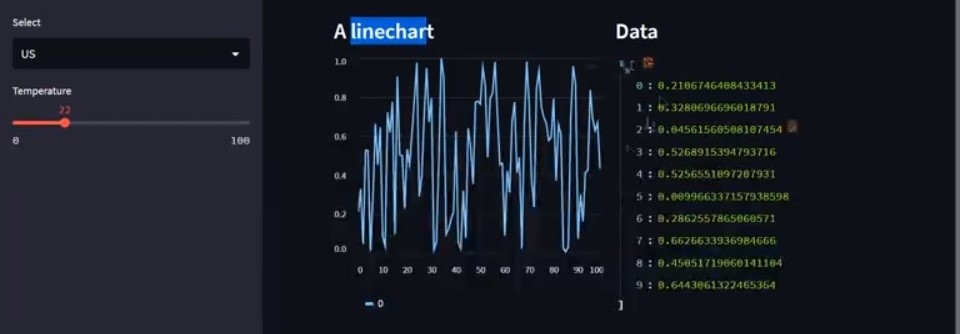 Select
US
Temperature
22
0 100
A linechart
1.0
0.8
0.6
0.4
0.2
0.0
0 10 20 30 40 50 60 70 80 90 100
0
Data
[
0 : 0.2106746408433413
1 : 0.3280696696018791
2 : 0.04561560508107454
3 : 0.5268915394793716
4 : 0.5256551097207931
5 : 0.009966337157938598
6 : 0.2862557865060571
7 : 0.6626633936984666
8 : 0.45051719060141104
9 : 0.6443061322465364
]